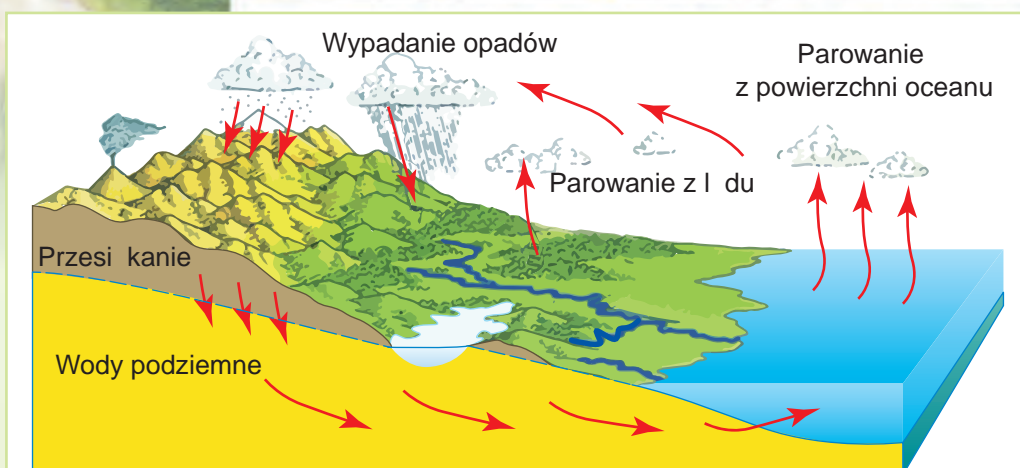 Wypadanie opadów
Parowanie
z powierzchni oceanu
Parowanie z l du
Przesi kanie
Wody podziemne